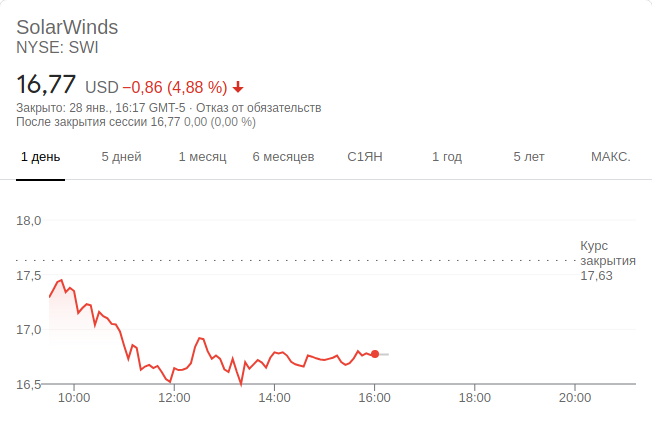 SolarWinds
NYSE: SWI
16,77 USD −0,86 (4,88 %)
Закрыто: 28 янв., 16:17 GMT-5 · Отказ от обязательств
После закрытия сессии 16,77 0,00 (0,00 %)
1 день 5 дней 1 месяц 6 месяцев С1ЯН 1 год 5 лет МАКС.
18,0
Курс
закрытия
17,63
17,5
17,0
16,5
10:00 12:00 14:00 16:00 18:00 20:00